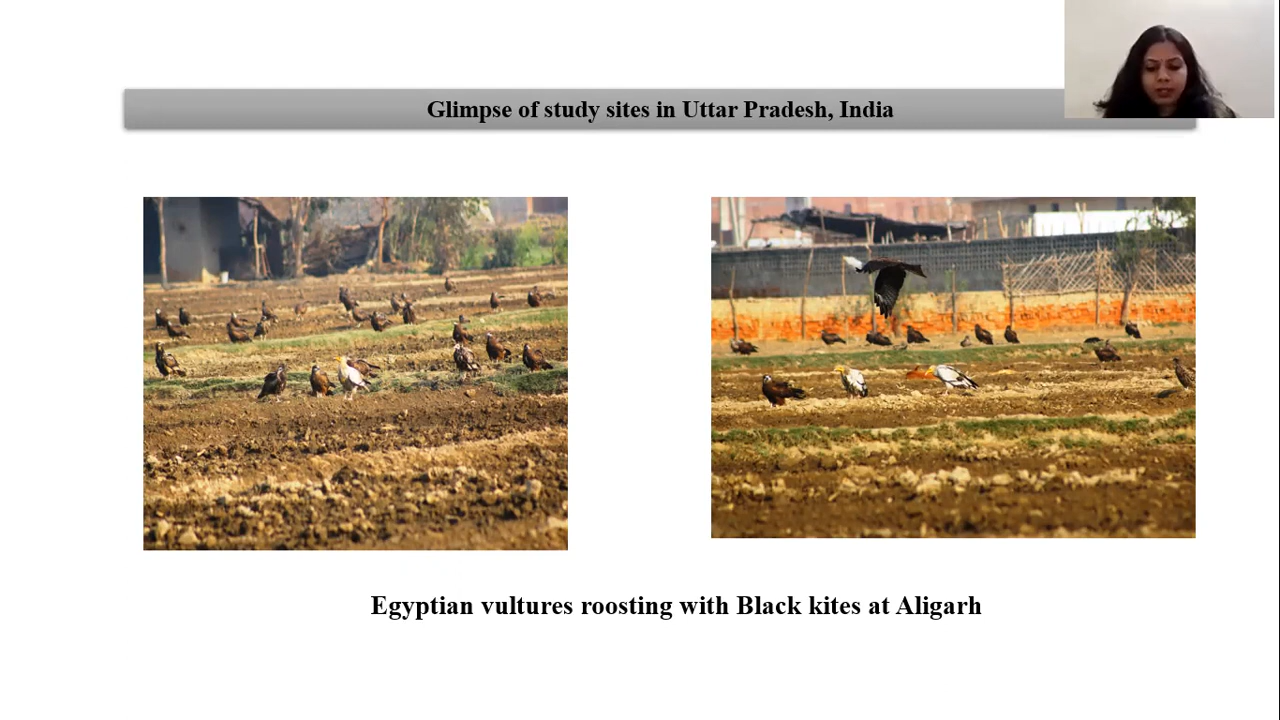 Glimpse of study sites in Uttar Pradesh, India
Egyptian vultures roosting with Black kites at Aligarh